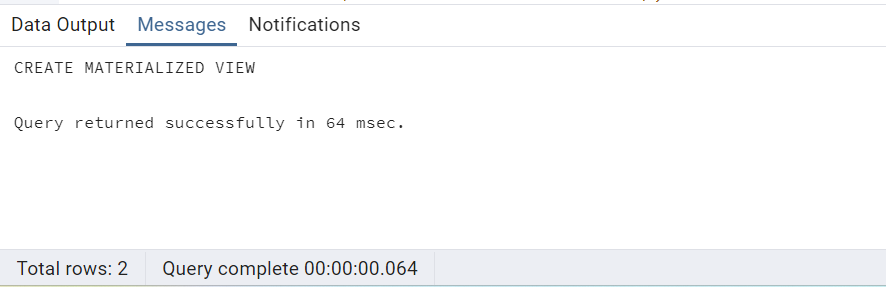 Data Output Messages Notifications
CREATE MATERIALIZED VIEW
Query returned successfully in 64 msec.
Total rows: 2 Query complete 00:00:00.064